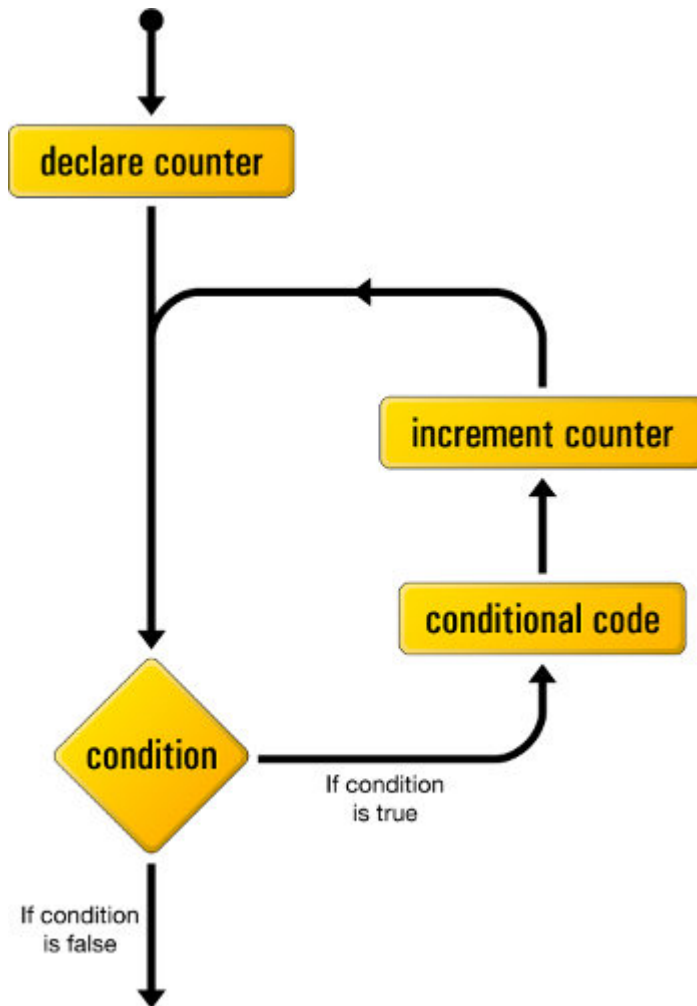 declare counter
increment counter
conditional code
condition
If condition
is true
If condition
is false